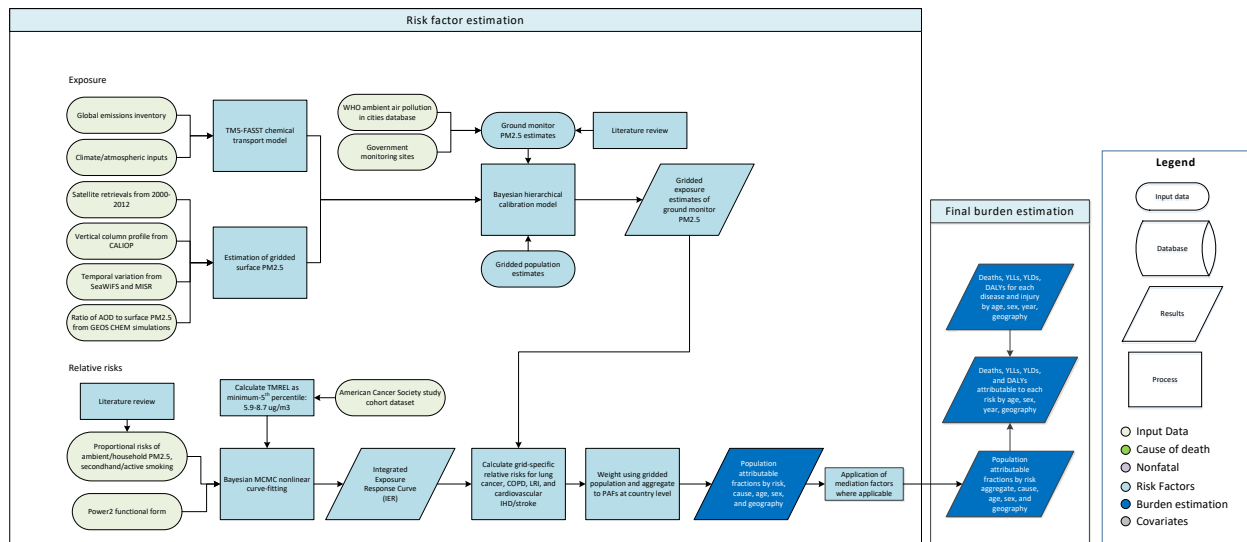 Risk factor estimation
Exposure
Global emissions inventory
Climate/atmospheric inputs
TM5-FASST chemical
transport model
Satellite retrievals from 2000-
2012
Vertical column profile from
CALIOP
Temporal variation from
SeaWiFS and MISR
Ratio of AOD to surface PM2.5
from GEOS CHEM simulations
Estimation of gridded
surface PM2.5
WHO ambient air pollution
in cities database
Government
monitoring sites
Ground monitor
PM2.5 estimates
Literature review
Bayesian hierarchical
calibration model
Gridded population
estimates
Gridded
exposure
estimates of
ground monitor
PM2.5
Relative risks
Literature review
Proportional risks of
ambient/household PM2.5,
secondhand/active smoking
Power2 functional form
Calculate TMREL as
minimum-5th percentile:
5.9-8.7 ug/m3
American Cancer Society study
cohort dataset
Bayesian MCMC nonlinear
curve-fitting
Integrated
Exposure
Response Curve
(IER)
Calculate grid-specific
relative risks for lung
cancer, COPD, LRI, and
cardiovascular
IHD/stroke
Weight using gridded
population and aggregate
to PAFs at country level
Population
attributable
fractions by risk,
cause, age, sex,
and geography
Application of
mediation factors
where applicable
Final burden estimation
Deaths, YLLs, YLDs,
DALYs for each
disease and injury
by age, sex, year,
geography
Deaths, YLLs, YLDs,
and DALYs
attributable to each
risk by age, sex,
year, geography
Population
attributable
fractions by risk
aggregate, cause,
age, sex, and
geography
Legend
Input data
Database
Results
Process
Input Data
Cause of death
Nonfatal
Risk Factors
Burden estimation
Covariates